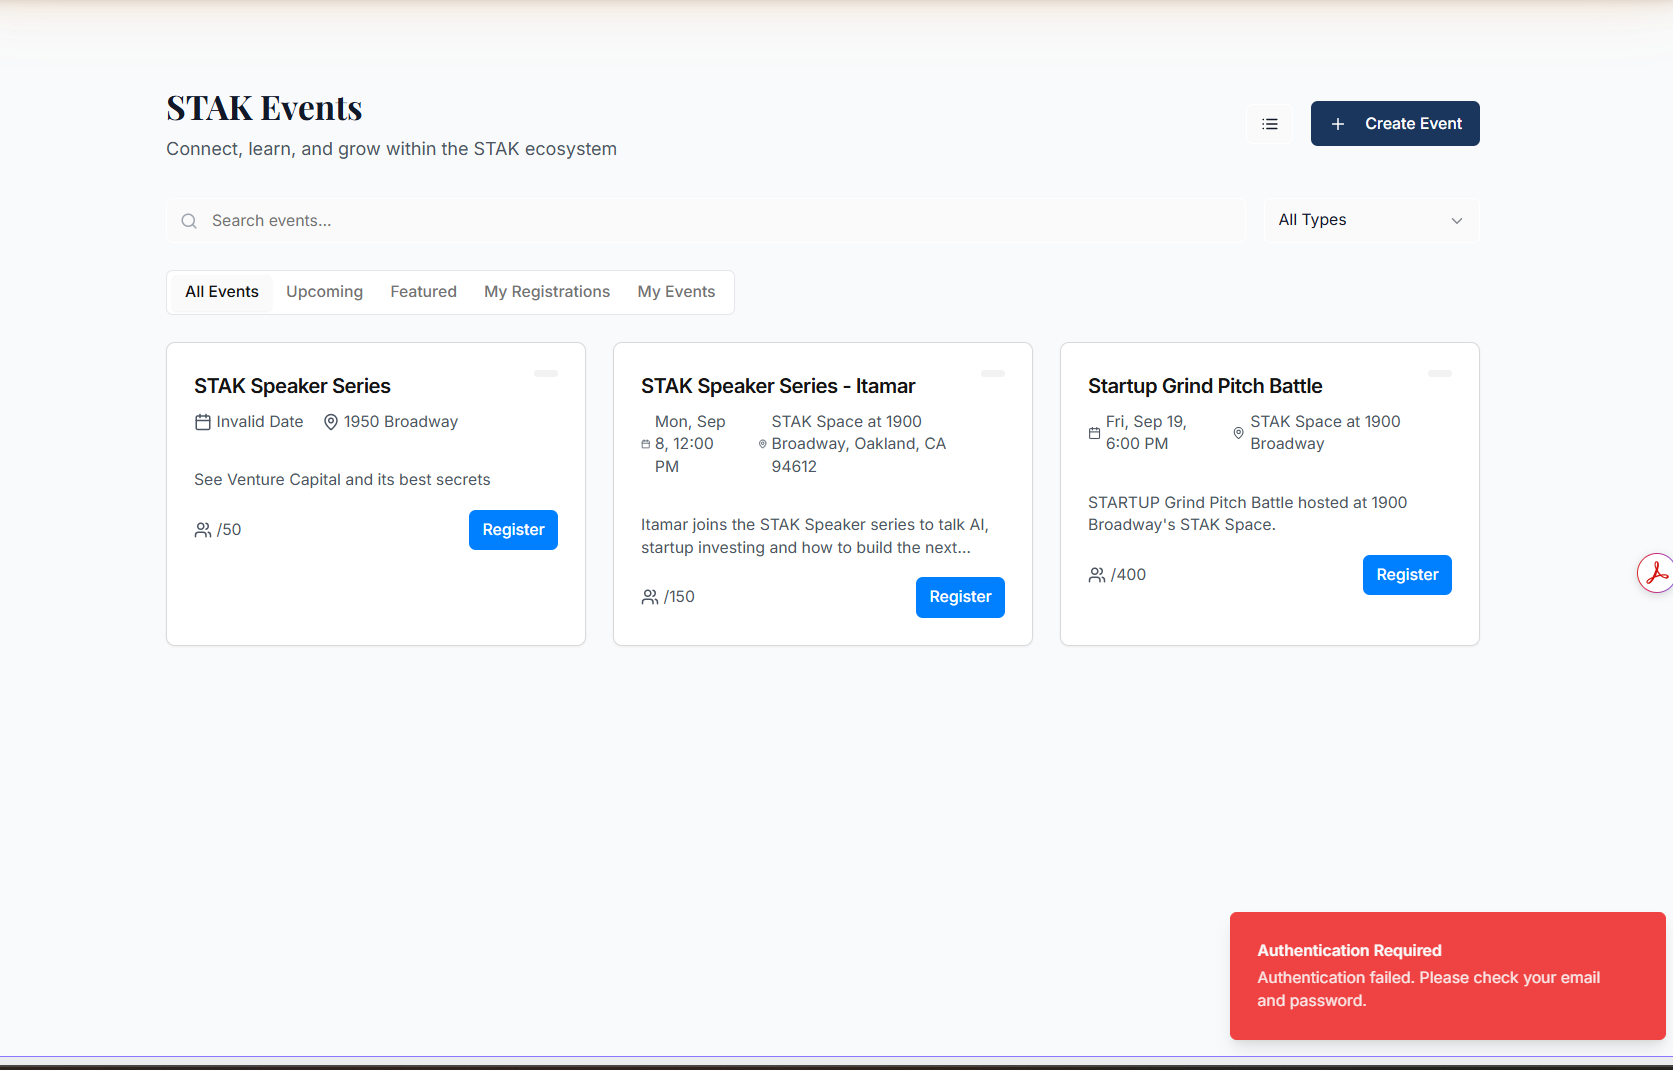 STAK Events
Connect, learn, and grow within the STAK ecosystem
Create Event
Search events...
All Types
All Events
Upcoming
Featured
My Registrations
My Events
STAK Speaker Series
Invalid Date
1950 Broadway
See Venture Capital and its best secrets
/50
Register
STAK Speaker Series - Itamar
Mon, Sep
8, 12:00
PM
STAK Space at 1900
Broadway, Oakland, CA
94612
Itamar joins the STAK Speaker series to talk AI,
startup investing and how to build the next...
/150
Register
Startup Grind Pitch Battle
Fri, Sep 19,
6:00 PM
STAK Space at 1900
Broadway
STARTUP Grind Pitch Battle hosted at 1900
Broadway's STAK Space.
/400
Register
Authentication Required
Authentication failed. Please check your email
and password.